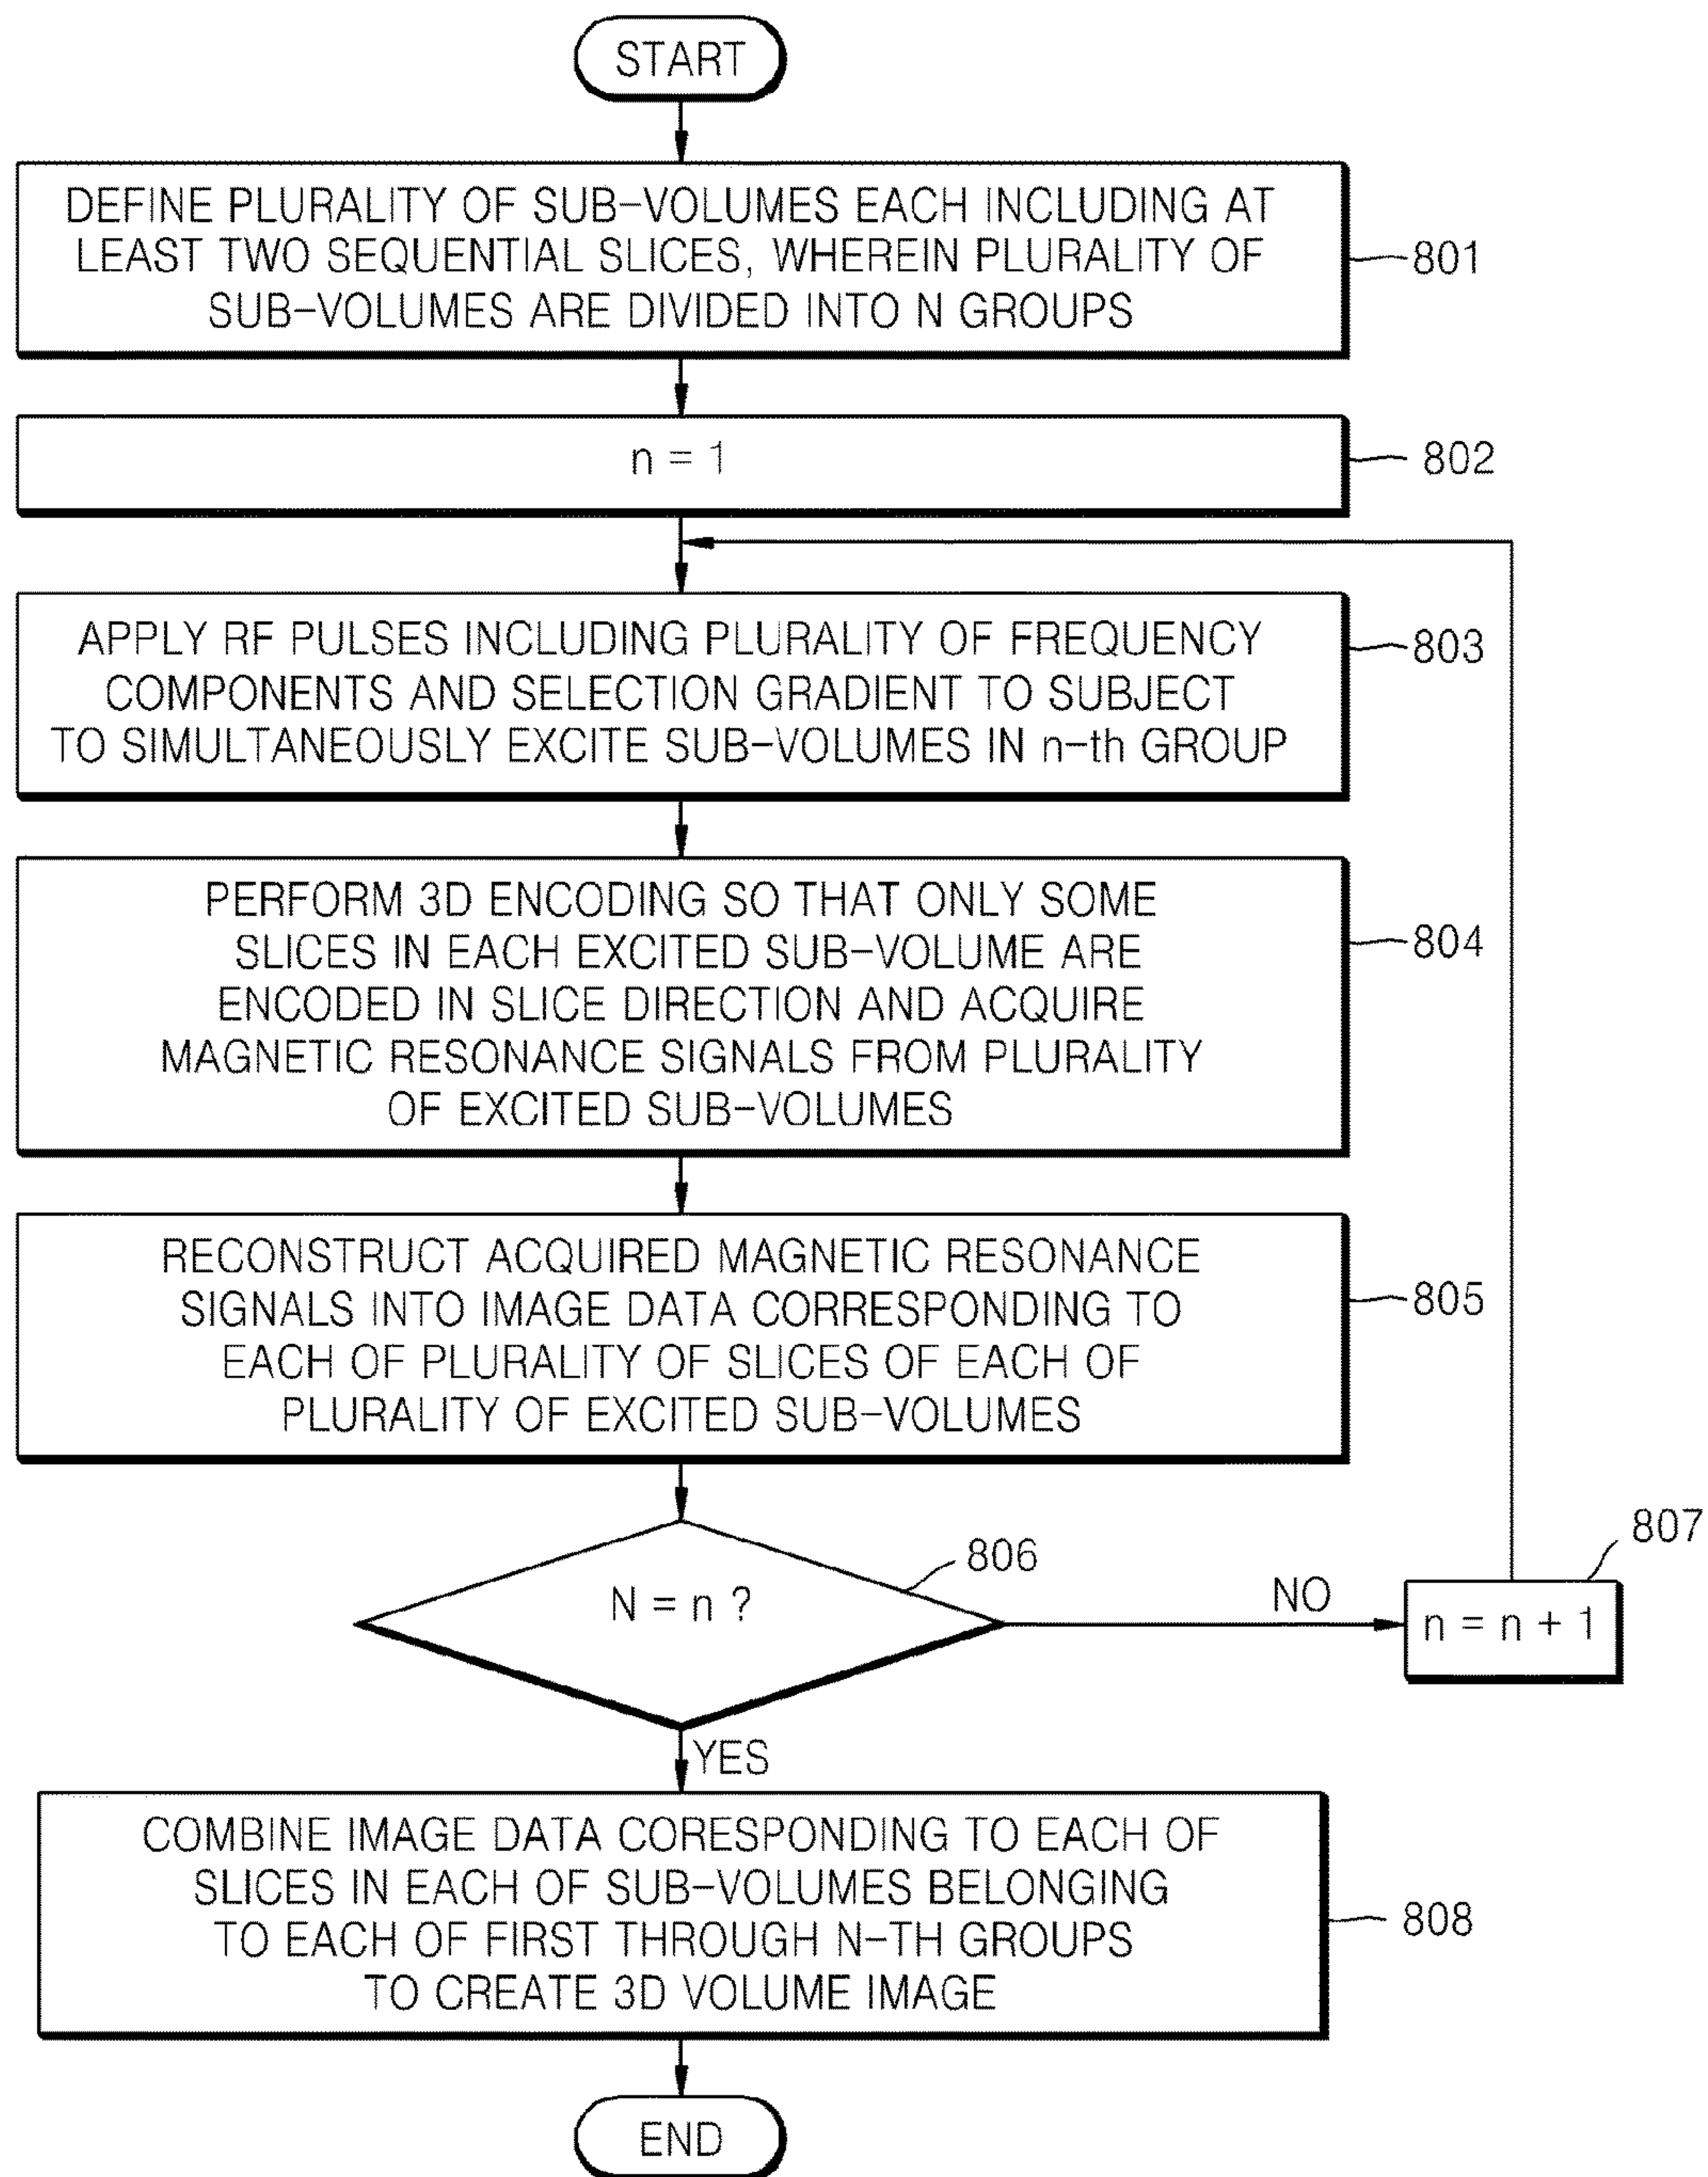 START
DEFINE PLURALITY OF SUB-VOLUMES EACH INCLUDING AT
LEAST TWO SEQUENTIAL SLICES, WHEREIN PLURALITY OF
SUB-VOLUMES ARE DIVIDED INTO N GROUPS
801
n = 1
802
APPLY RF PULSES INCLUDING PLURALITY OF FREQUENCY
COMPONENTS AND SELECTION GRADIENT TO SUBJECT
TO SIMULTANEOUSLY EXCITE SUB-VOLUMES IN n-th GROUP
803
PERFORM 3D ENCODING SO THAT ONLY SOME
SLICES IN EACH EXCITED SUB-VOLUME ARE
ENCODED IN SLICE DIRECTION AND ACQUIRE
MAGNETIC RESONANCE SIGNALS FROM PLURALITY
OF EXCITED SUB-VOLUMES
804
RECONSTRUCT ACQUIRED MAGNETIC RESONANCE
SIGNALS INTO IMAGE DATA CORRESPONDING TO
EACH OF PLURALITY OF SLICES OF EACH OF
PLURALITY OF EXCITED SUB-VOLUMES
805
N = n ?
806
NO
n = n + 1
807
YES
COMBINE IMAGE DATA CORESPONDING TO EACH OF
SLICES IN EACH OF SUB-VOLUMES BELONGING
TO EACH OF FIRST THROUGH N-TH GROUPS
TO CREATE 3D VOLUME IMAGE
808
END